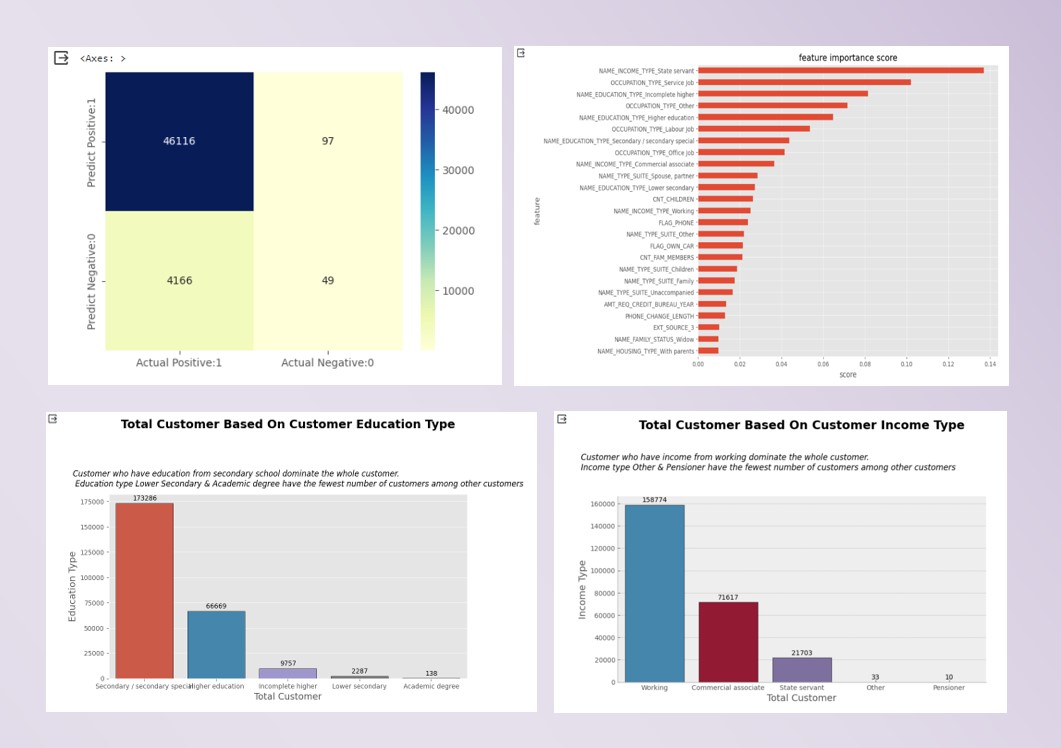 <Axes: >
Predict Positive:1
Predict Negative:0
46116
97
4166
49
Actual Positive:1
Actual Negative:0
40000
30000
20000
10000
feature importance score
feature
NAME_INCOME_TYPE_State servant
OCCUPATION_TYPE_Service Job
NAME_EDUCATION_TYPE_Incomplete higher
OCCUPATION_TYPE_Other
NAME_EDUCATION_TYPE_Higher education
OCCUPATION_TYPE_Labour Job
NAME_EDUCATION_TYPE_Secondary / secondary special
OCCUPATION_TYPE_Office Job
NAME_INCOME_TYPE_Commercial associate
NAME_TYPE_SUITE_Spouse, partner
NAME_EDUCATION_TYPE_Lower secondary
CNT_CHILDREN
NAME_INCOME_TYPE_Working
FLAG_PHONE
NAME_TYPE_SUITE_Other
FLAG_OWN_CAR
CNT_FAM_MEMBERS
NAME_TYPE_SUITE_Children
NAME_TYPE_SUITE_Family
NAME_TYPE_SUITE_Unaccompanied
AMT_REQ_CREDIT_BUREAU_YEAR
PHONE_CHANGE_LENGTH
EXT_SOURCE_3
NAME_FAMILY_STATUS_Widow
NAME_HOUSING_TYPE_With parents
0.00 0.02 0.04 0.06 0.08 0.10 0.12 0.14
score
Total Customer Based On Customer Education Type
Customer who have education from secondary school dominate the whole customer.
Education type Lower Secondary & Academic degree have the fewest number of customers among other customers
Education Type
175000
150000
125000
100000
75000
50000
25000
0
173286
66669
9757
2287
138
Secondary / secondary special Higher education Incomplete higher Lower secondary Academic degree
Total Customer
Total Customer Based On Customer Income Type
Customer who have income from working dominate the whole customer.
Income type Other & Pensioner have the fewest number of customers among other customers
Income Type
160000
140000
120000
100000
80000
60000
40000
20000
0
158774
71617
21703
33
10
Working Commercial associate State servant Other Pensioner
Total Customer